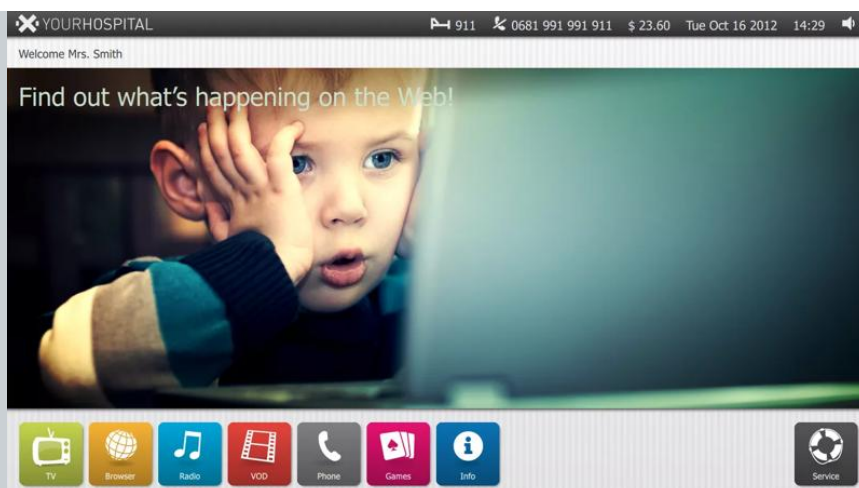 YOURHOSPITAL
911
0681 991 991 911
$ 23.60
Tue Oct 16 2012
14:29
Welcome Mrs. Smith
Find out what's happening on the Web!
TV
Browser
Radio
VOD
Phone
Games
Info
Service